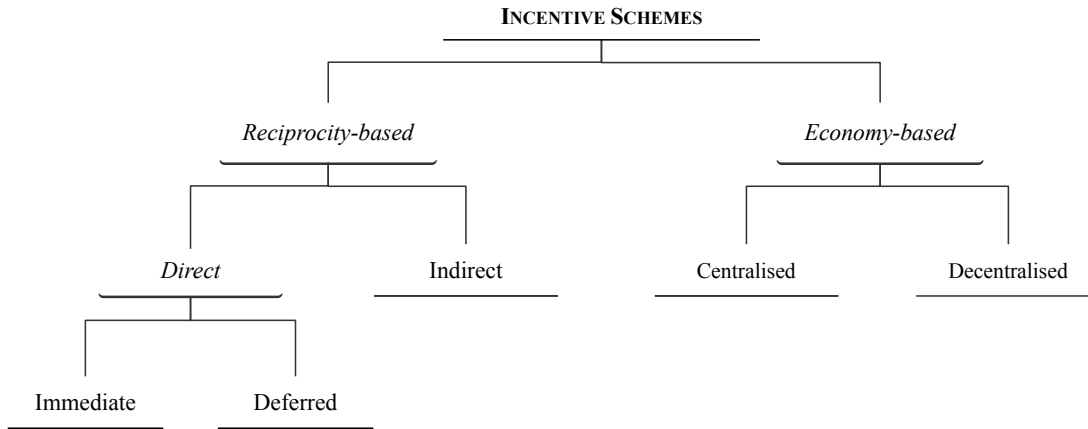 INCENTIVE SCHEMES
Reciprocity-based
Economy-based
Direct
Indirect
Centralised
Decentralised
Immediate
Deferred